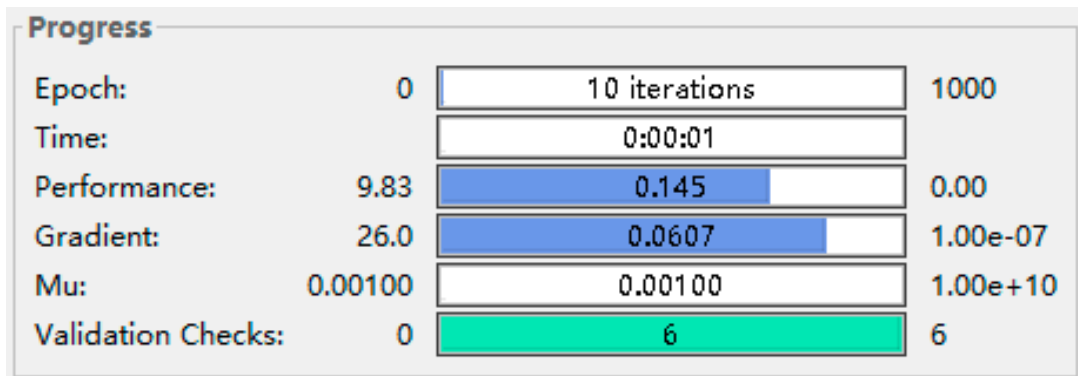 Progress
Epoch: 0 10 iterations 1000
Time: 0:00:01
Performance: 9.83 0.145 0.00
Gradient: 26.0 0.0607 1.00e-07
Mu: 0.00100 0.00100 1.00e+10
Validation Checks: 0 6 6